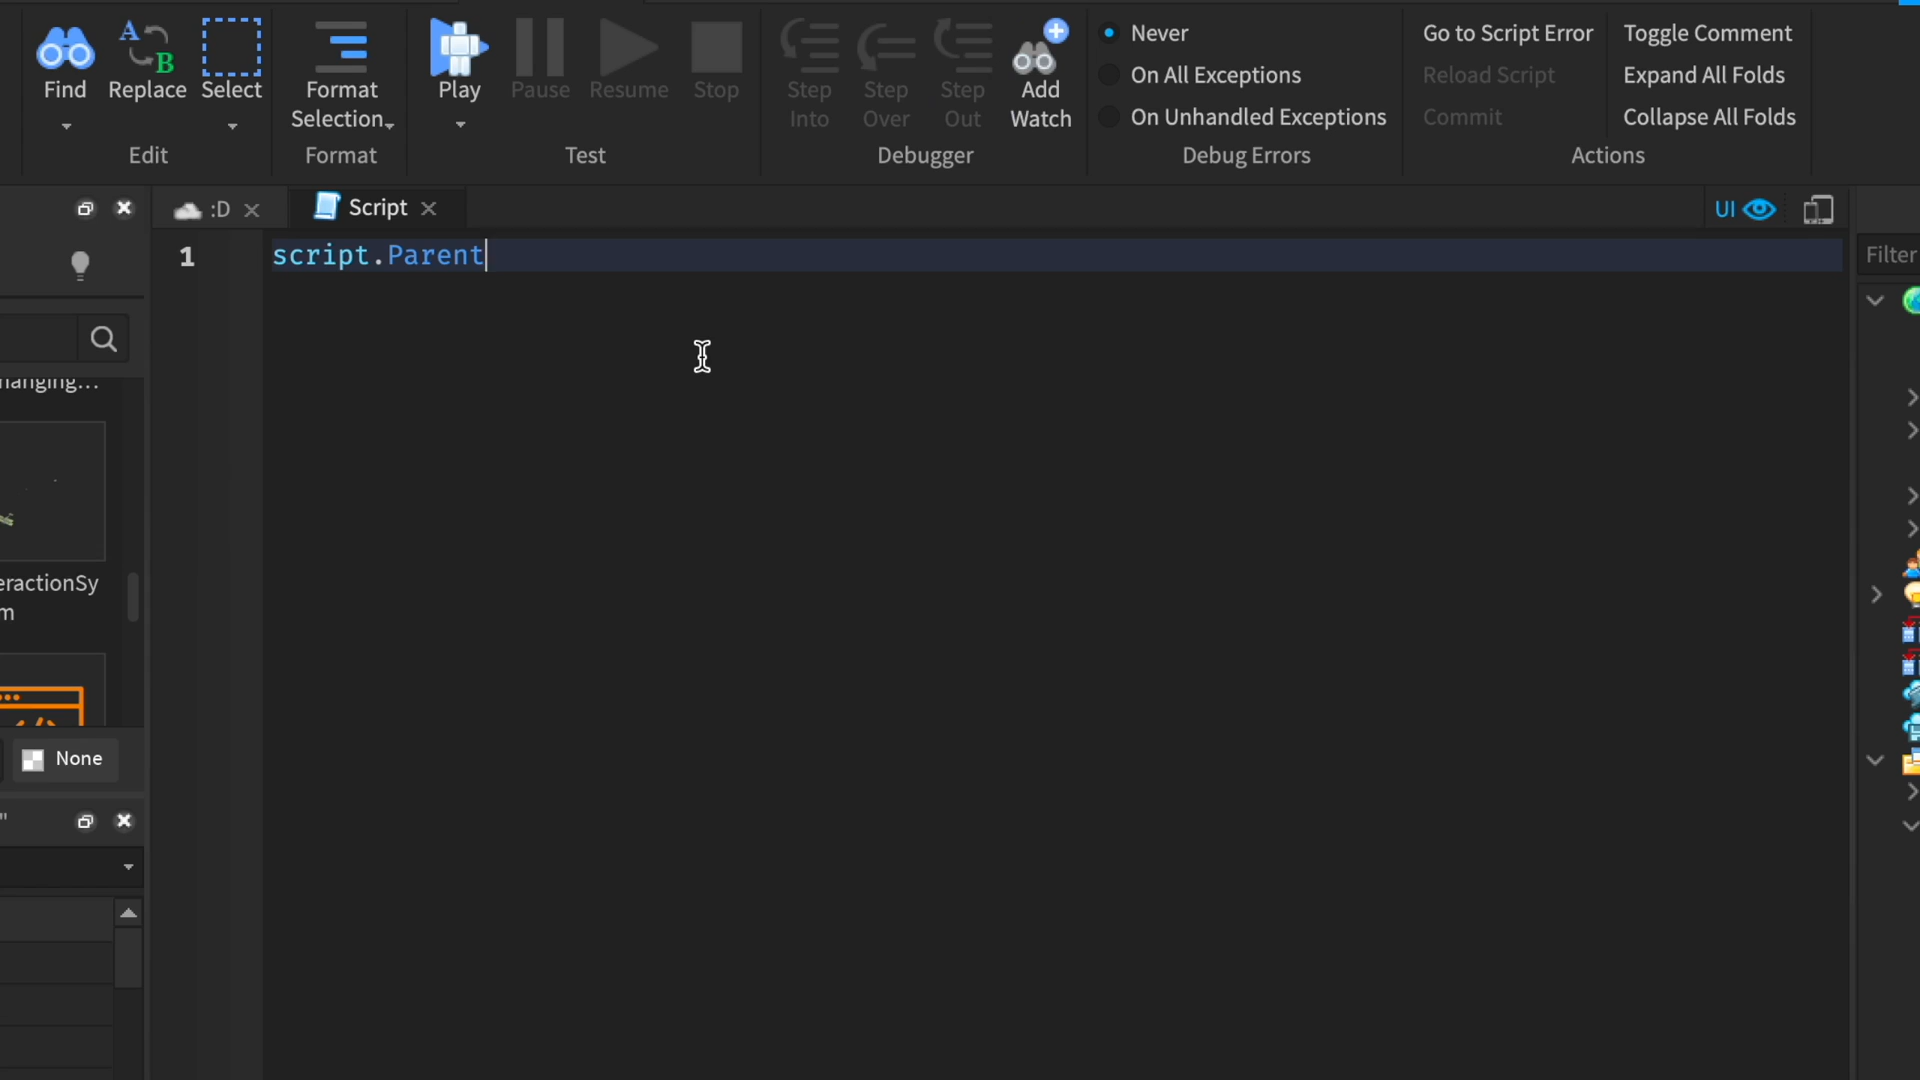 Find
Replace
Select
Edit
Format
Selection
Format
Play
Pause
Resume
Stop
Test
Step
Into
Step
Over
Step
Out
Add
Watch
Debugger
Never
On All Exceptions
On Unhandled Exceptions
Debug Errors
Go to Script Error
Reload Script
Commit
Toggle Comment
Expand All Folds
Collapse All Folds
Actions
:D
Script
UI
1 script.Parent
Filter
hanging...
eractionSy
m
None
"